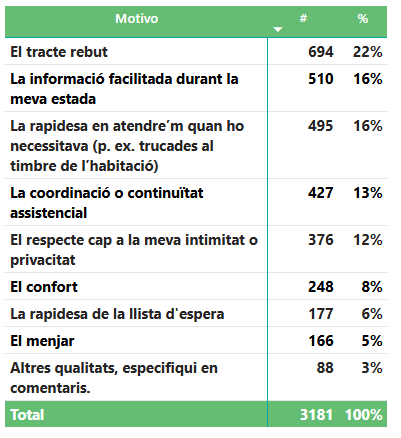 Motivo # %
El tracte rebut 694 22%
La informació facilitada durant la 510 16%
meva estada
La rapidesa en atendre´m quan ho 495 16%
necessitava (p. ex. trucades al
timbre de l´habitació)
La coordinació o continuïtat 427 13%
assistencial
El respecte cap a la meva intimitat o 376 12%
privacitat
El confort 248 8%
La rapidesa de la llista d'espera 177 6%
El menjar 166 5%
Altres qualitats, especifiqui en 88 3%
comentaris.
Total 3181 100%